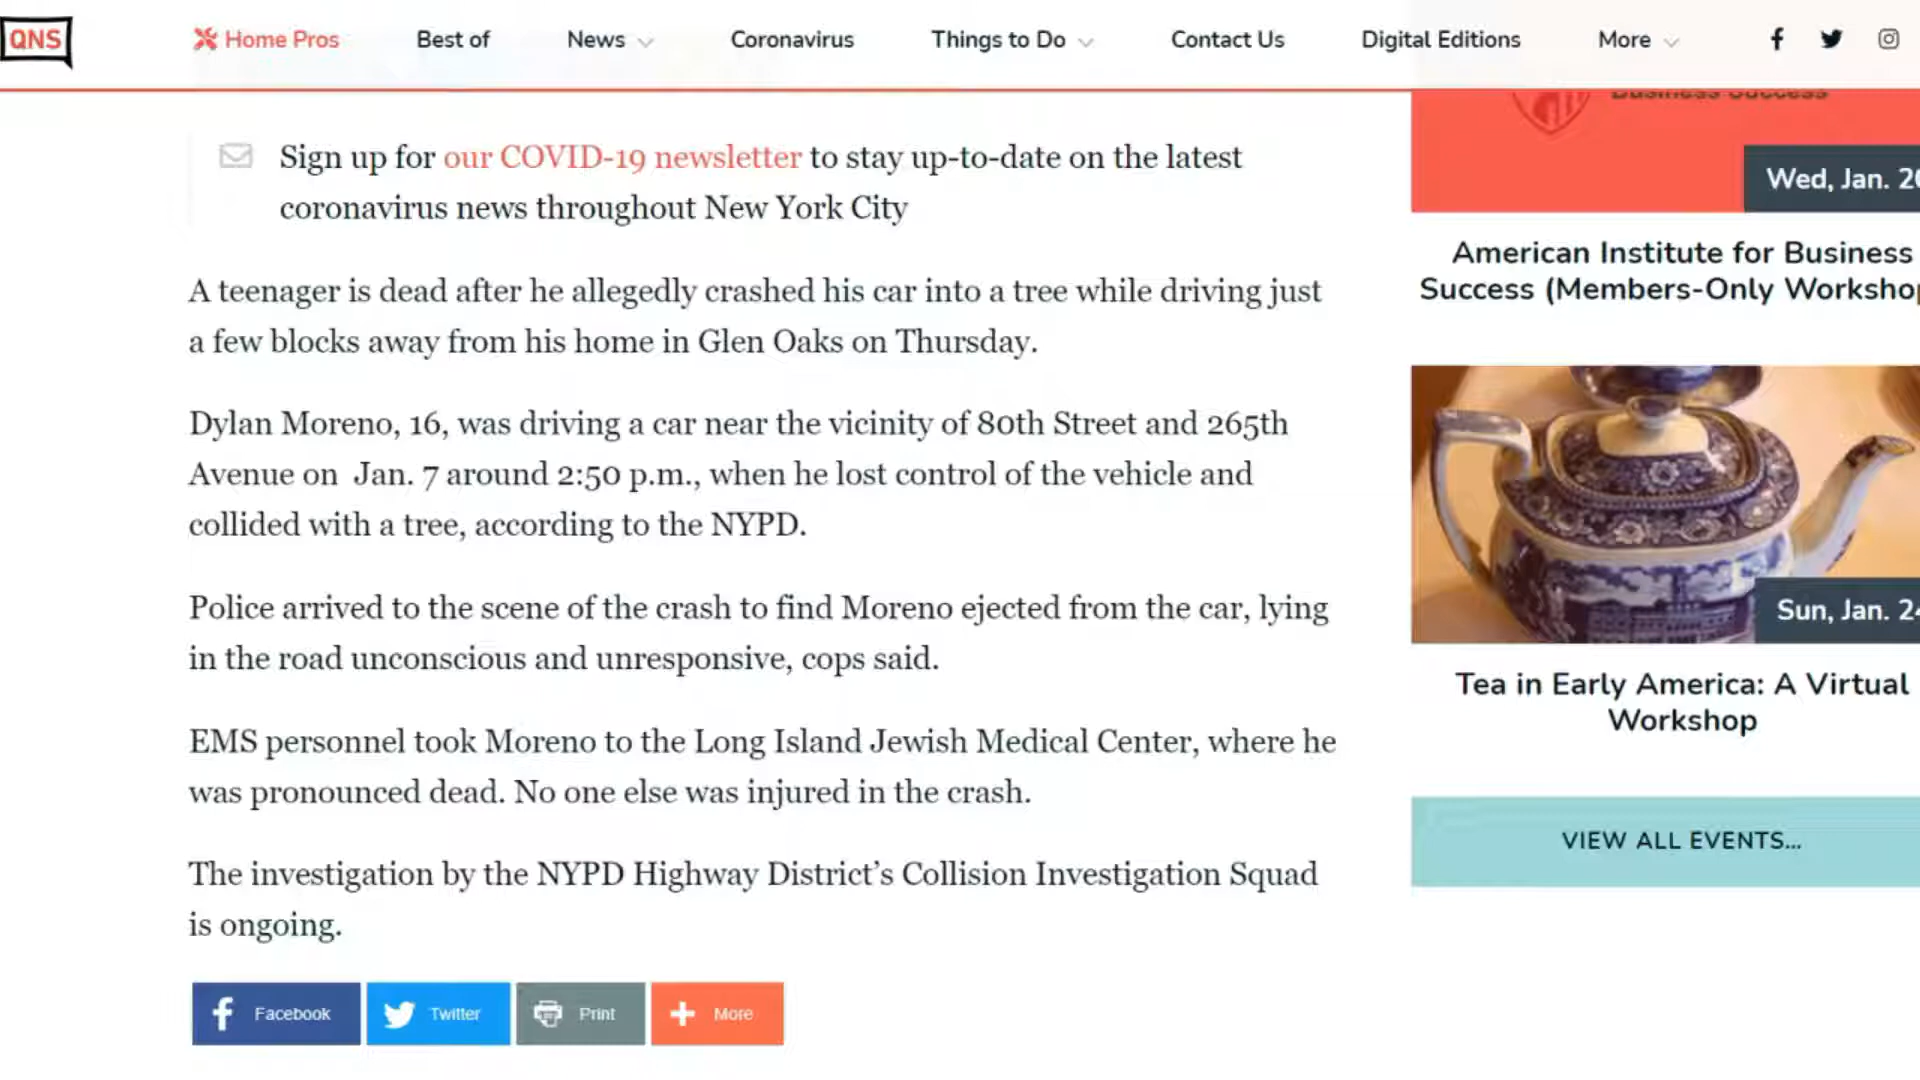 QNS
Home Pros
Best of
News
Coronavirus
Things to Do
Contact Us
Digital Editions
More
Sign up for our COVID-19 newsletter to stay up-to-date on the latest
coronavirus news throughout New York City
A teenager is dead after he allegedly crashed his car into a tree while driving just
a few blocks away from his home in Glen Oaks on Thursday.
Dylan Moreno, 16, was driving a car near the vicinity of 80th Street and 265th
Avenue on Jan. 7 around 2:50 p.m., when he lost control of the vehicle and
collided with a tree, according to the NYPD.
Police arrived to the scene of the crash to find Moreno ejected from the car, lying
in the road unconscious and unresponsive, cops said.
EMS personnel took Moreno to the Long Island Jewish Medical Center, where he
was pronounced dead. No one else was injured in the crash.
The investigation by the NYPD Highway District's Collision Investigation Squad
is ongoing.
Facebook
Twitter
Print
More
Business Success
Wed, Jan. 20
American Institute for Business
Success (Members-Only Workshop
Sun, Jan. 24
Tea in Early America: A Virtual
Workshop
VIEW ALL EVENTS...